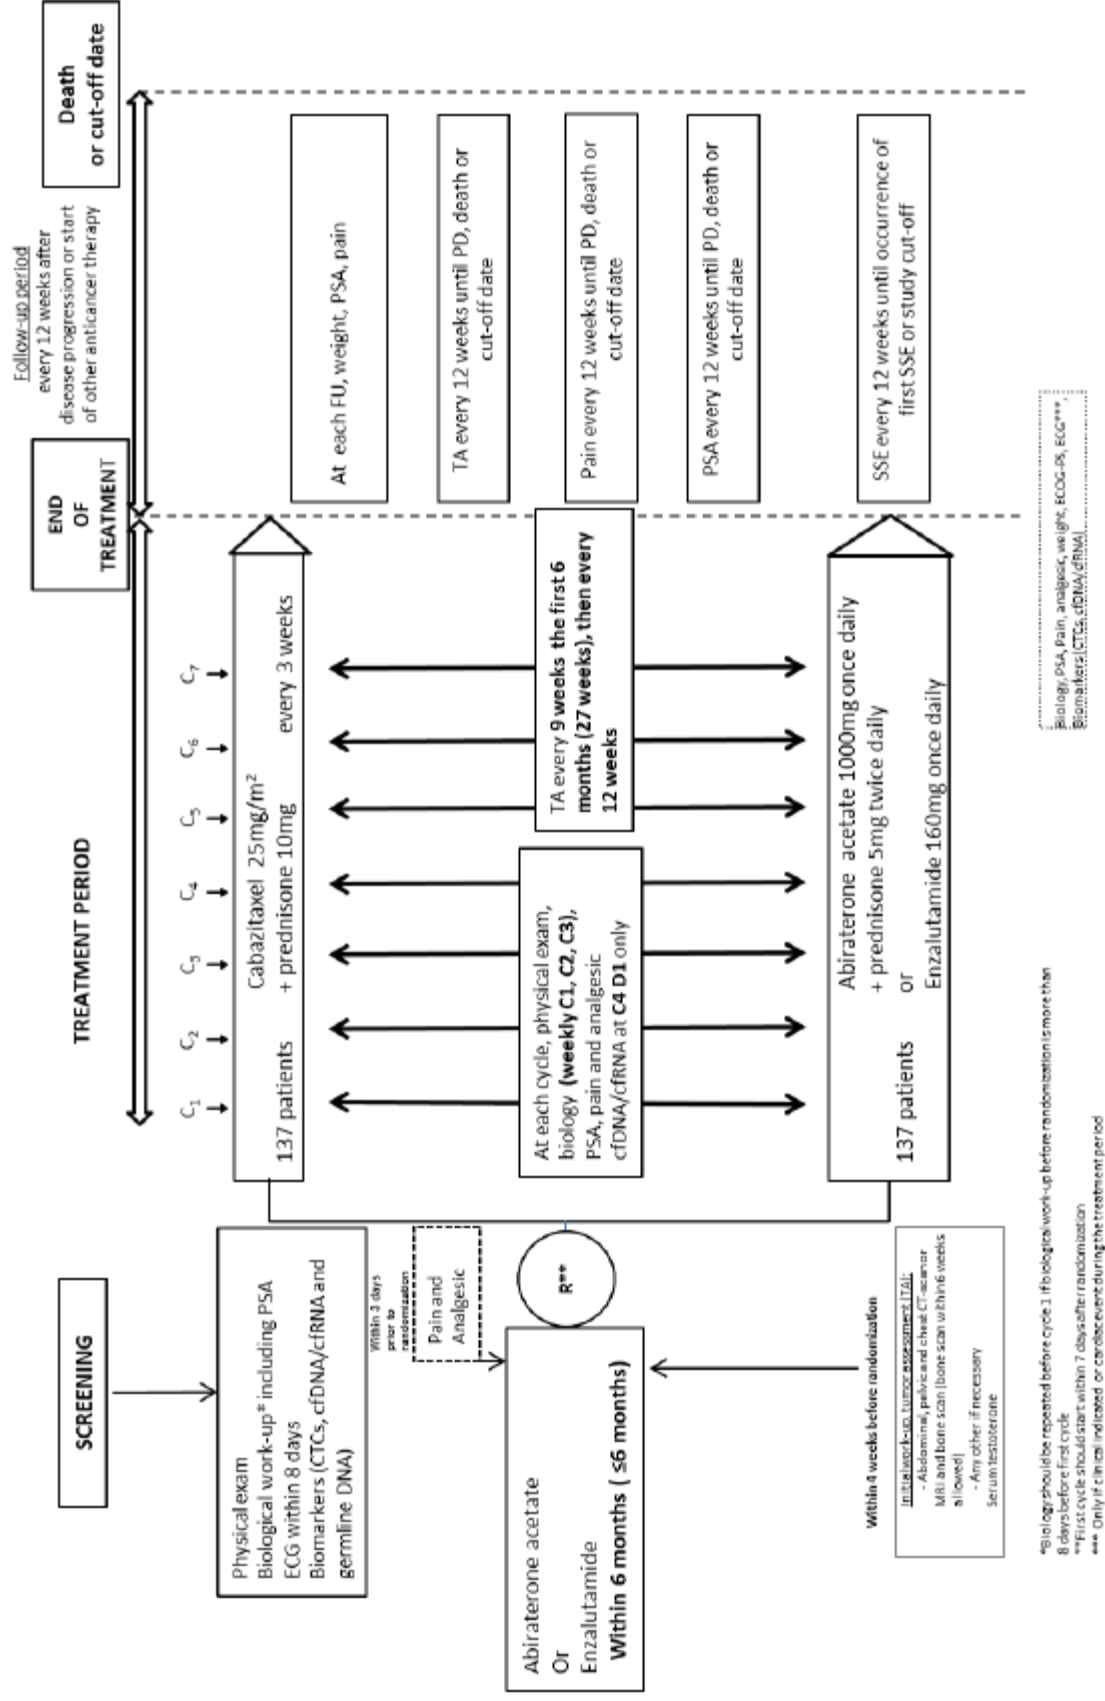 SCREENING
TREATMENT PERIOD
END
OF
TREATMENT
Follow-up period
every 12 weeks after
disease progression or start
of other anticancer therapy
Death
or cut-off date
Physical exam
Biological work-up* including PSA
ECG within 8 days
Biomarkers (CTCs, cfDNA/cfRNA and
germline DNA)
Within 3 days
prior to
randomization
Pain and
Analgesic
Abiraterone acetate
Or
Enzalutamide
Within 6 months ( ≤6 months)
R**
Within 4 weeks before randomization
Initial work-up, tumor assessment (TA):
- Abdominal, pelvic and chest CT-scan or
MRI and bone scan (bone scan within 6 weeks
allowed)
- Any other if necessary
Serum testoterone
C1 C2 C3 C4 C5 C6 C7
Cabazitaxel 25mg/m²
137 patients + prednisone 10mg every 3 weeks
At each cycle, physical exam,
biology (weekly C1, C2, C3),
PSA, pain and analgesic
cfDNA/cfRNA at C4 D1 only
TA every 9 weeks the first 6
months (27 weeks), then every
12 weeks
Abiraterone acetate 1000mg once daily
+ prednisone 5mg twice daily
137 patients or
Enzalutamide 160mg once daily
At each FU, weight, PSA, pain
TA every 12 weeks until PD, death or
cut-off date
Pain every 12 weeks until PD, death or
cut-off date
PSA every 12 weeks until PD, death or
cut-off date
SSE every 12 weeks until occurrence of
first SSE or study cut-off
Biology, PSA, Pain, analgesic, weight, ECOG-PS, ECG***,
Biomarkers (CTCs, cfDNA/cfRNA)
*Biology should be repeated before cycle 1 if biological work-up before randomization is more than
8 days before first cycle
**First cycle should start within 7 days after randomization
*** Only if clinical indicated or cardiac event during the treatment period